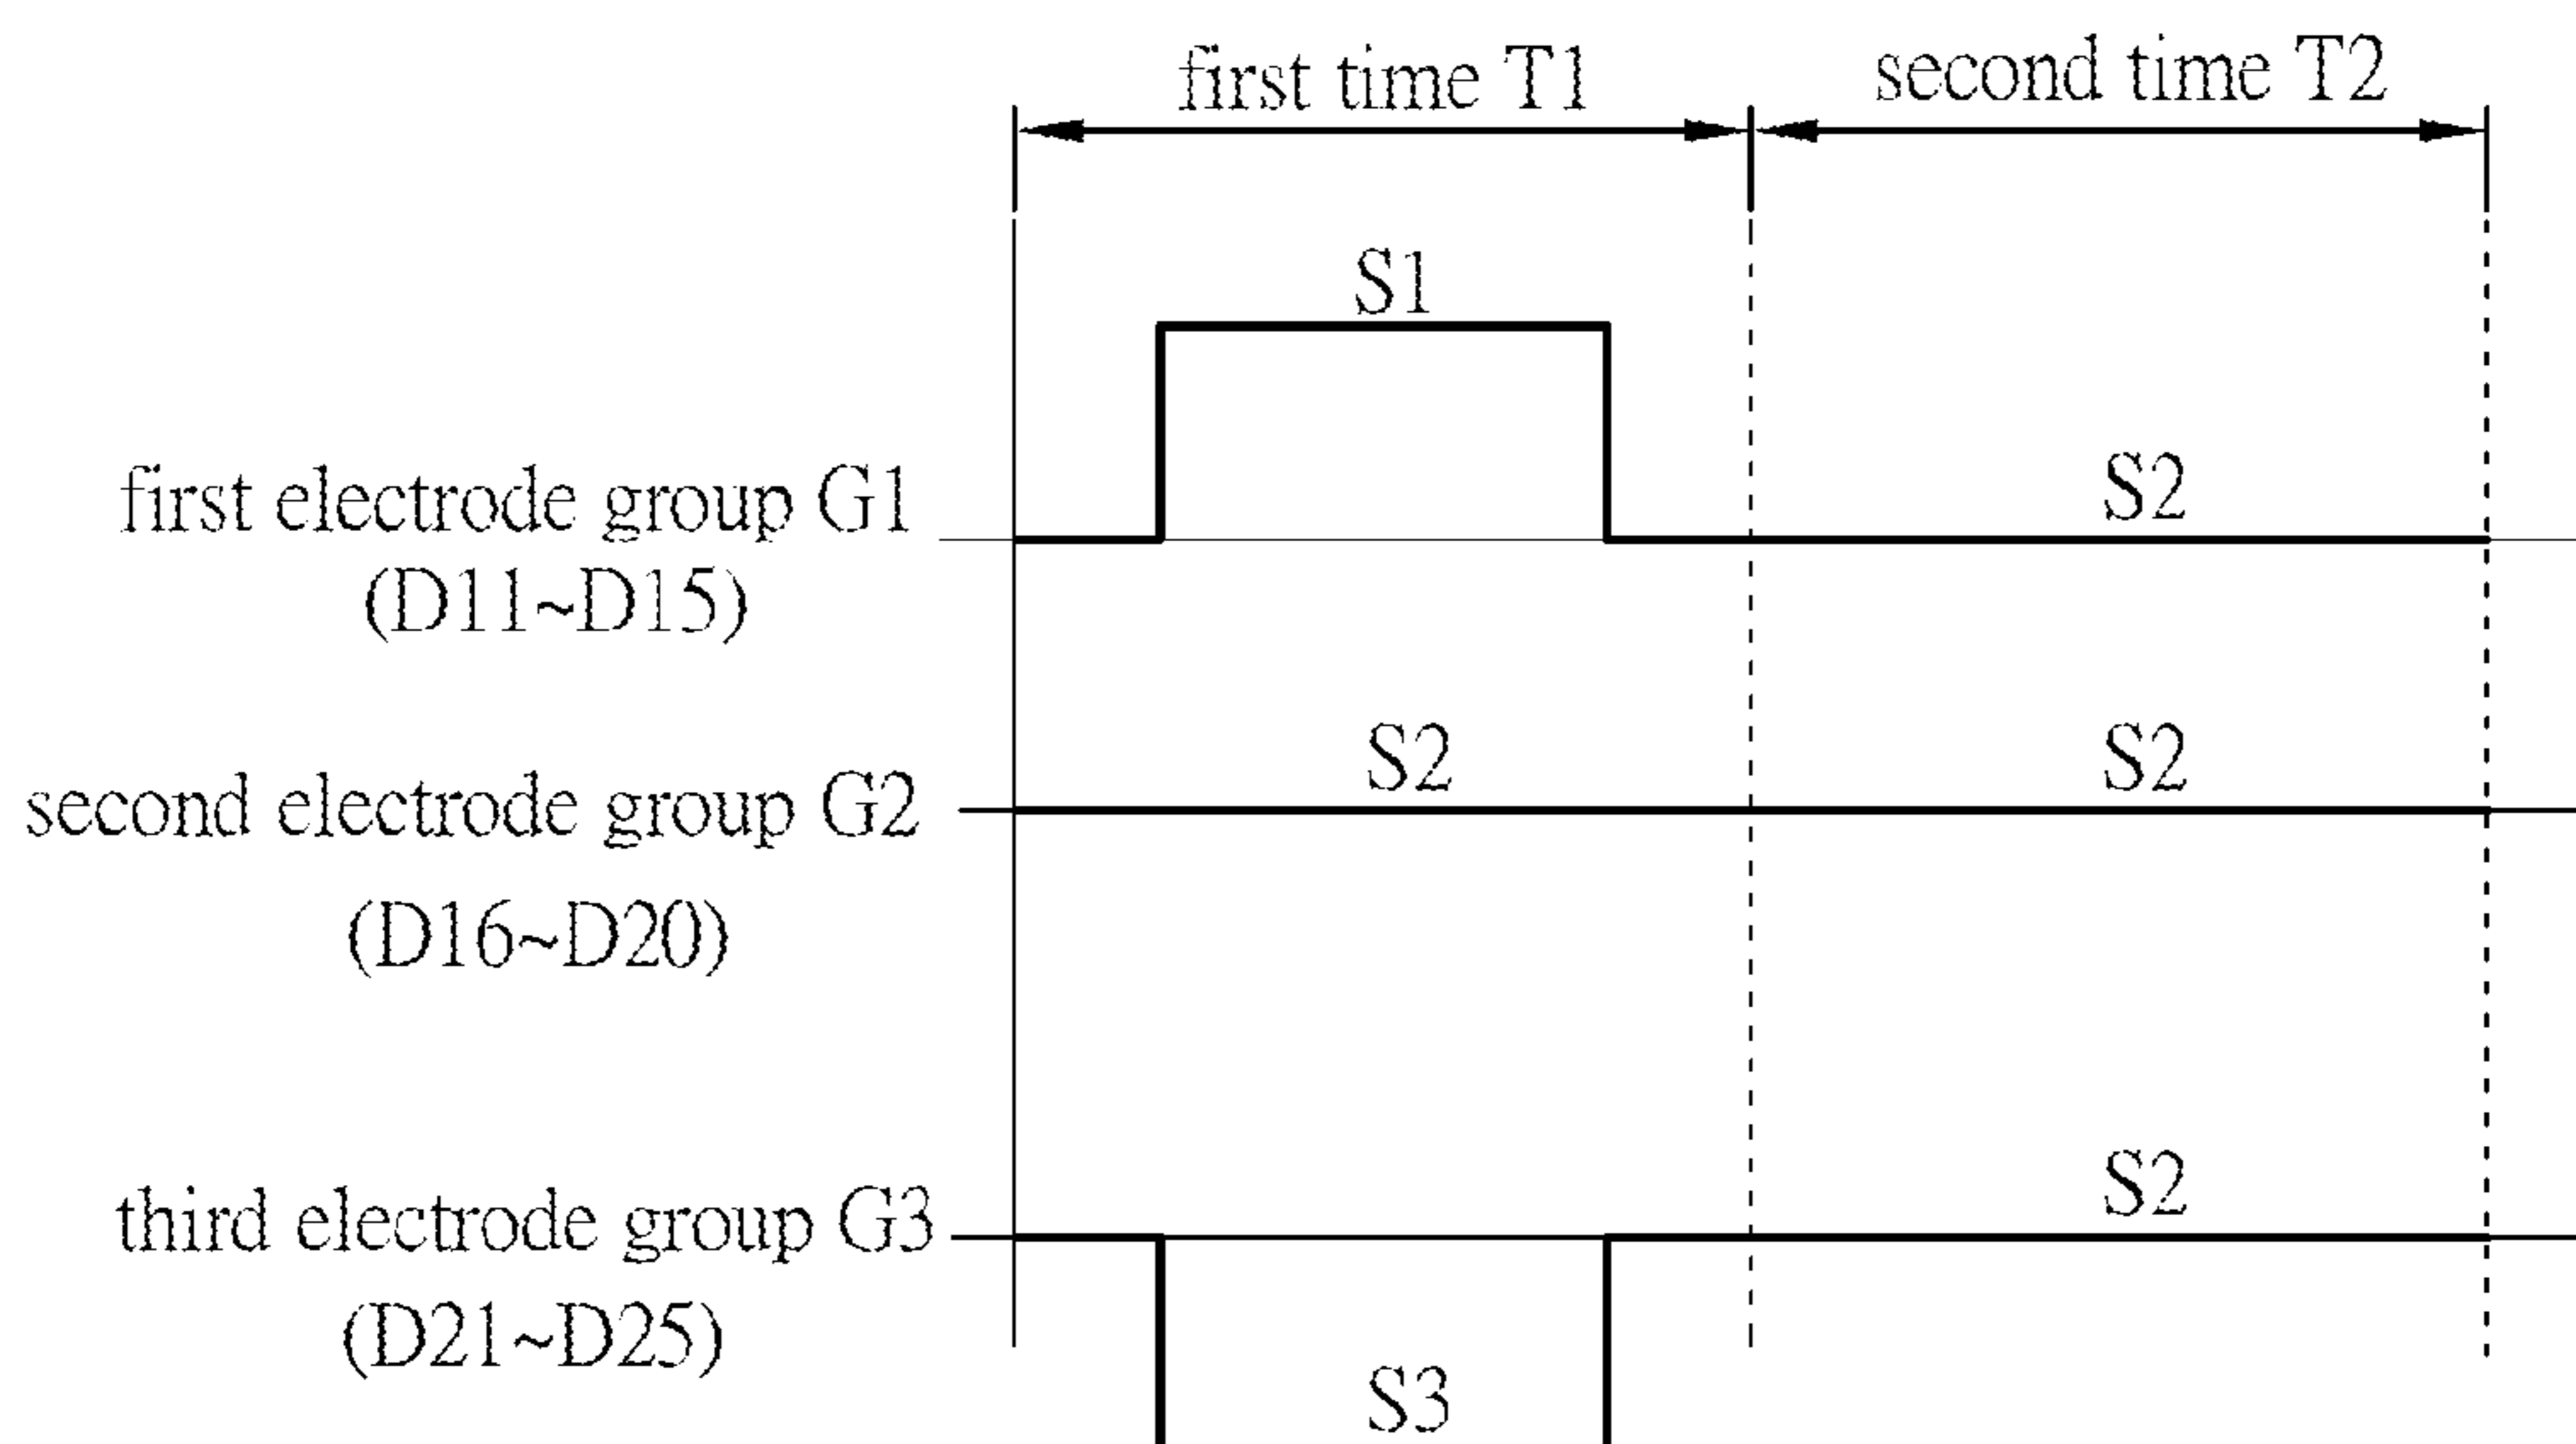 first time T1
second time T2
S1
first electrode group G1
S2
(D11~D15)
S2
S2
second electrode group G2
(D16~D20)
S2
third electrode group G3
(D21~D25)
S3